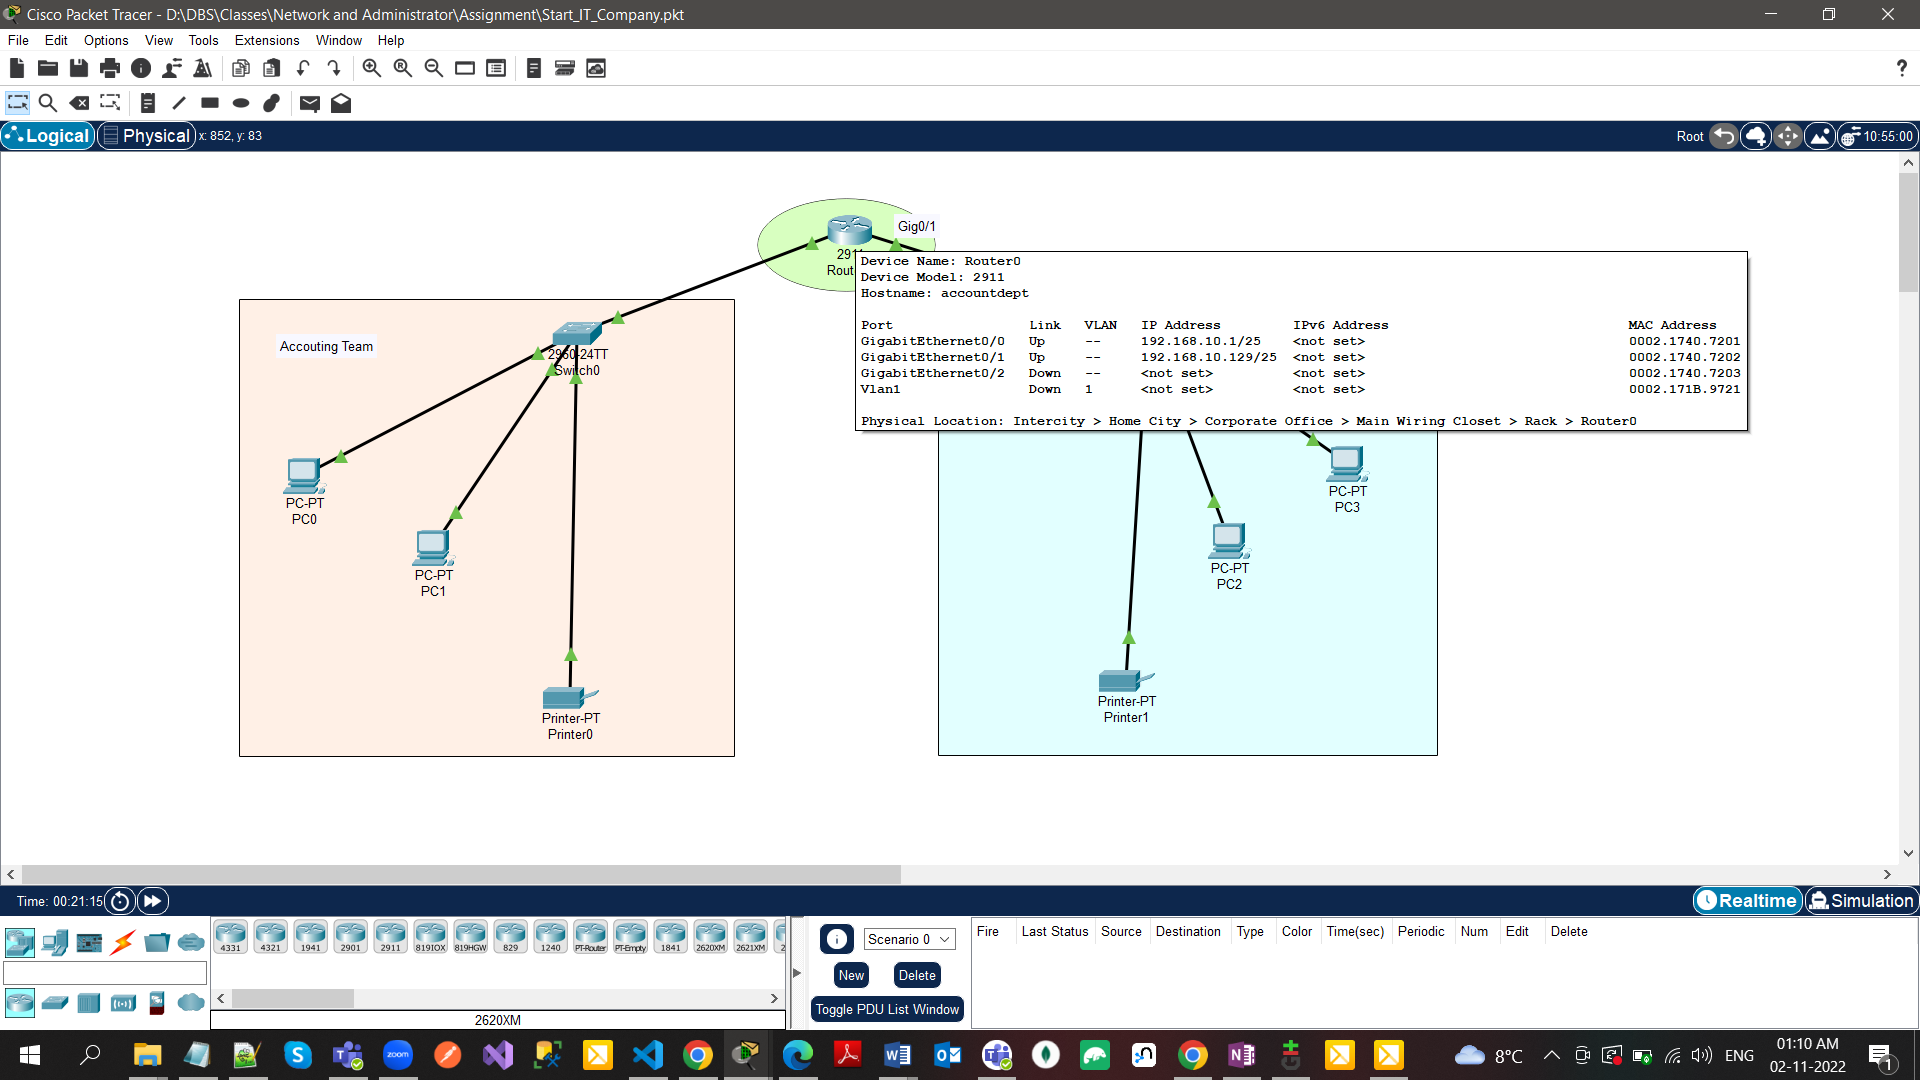 Cisco Packet Tracer - D:\DBS\Classes\Network and Administrator\Assignment\Start_IT_Company.pkt
File Edit Options View Tools Extensions Window Help
?
Logical Physical x: 852, y: 83 Root 10:55:00
Gig0/1
Device Name: Router0
Device Model: 2911
Hostname: accountdept
Port Link VLAN IP Address IPv6 Address MAC Address
GigabitEthernet0/0 Up -- 192.168.10.1/25 <not set> 0002.1740.7201
GigabitEthernet0/1 Up -- 192.168.10.129/25 <not set> 0002.1740.7202
GigabitEthernet0/2 Down -- <not set> <not set> 0002.1740.7203
Vlan1 Down 1 <not set> <not set> 0002.171B.9721
Physical Location: Intercity > Home City > Corporate Office > Main Wiring Closet > Rack > Router0
Accouting Team
2960-24TT
Switch0
PC-PT
PC0
PC-PT
PC1
Printer-PT
Printer0
PC-PT
PC3
PC-PT
PC2
Printer-PT
Printer1
Time: 00:21:15 Realtime Simulation
4331 4321 1941 2901 2911 819IOX 819HGW 829 1240 PT-Router PT-Empty 1841 2620XM 2621XM
2620XM
Scenario 0
New Delete
Toggle PDU List Window
Fire Last Status Source Destination Type Color Time(sec) Periodic Num Edit Delete
zoom
8°C ENG 01:10 AM
02-11-2022
1